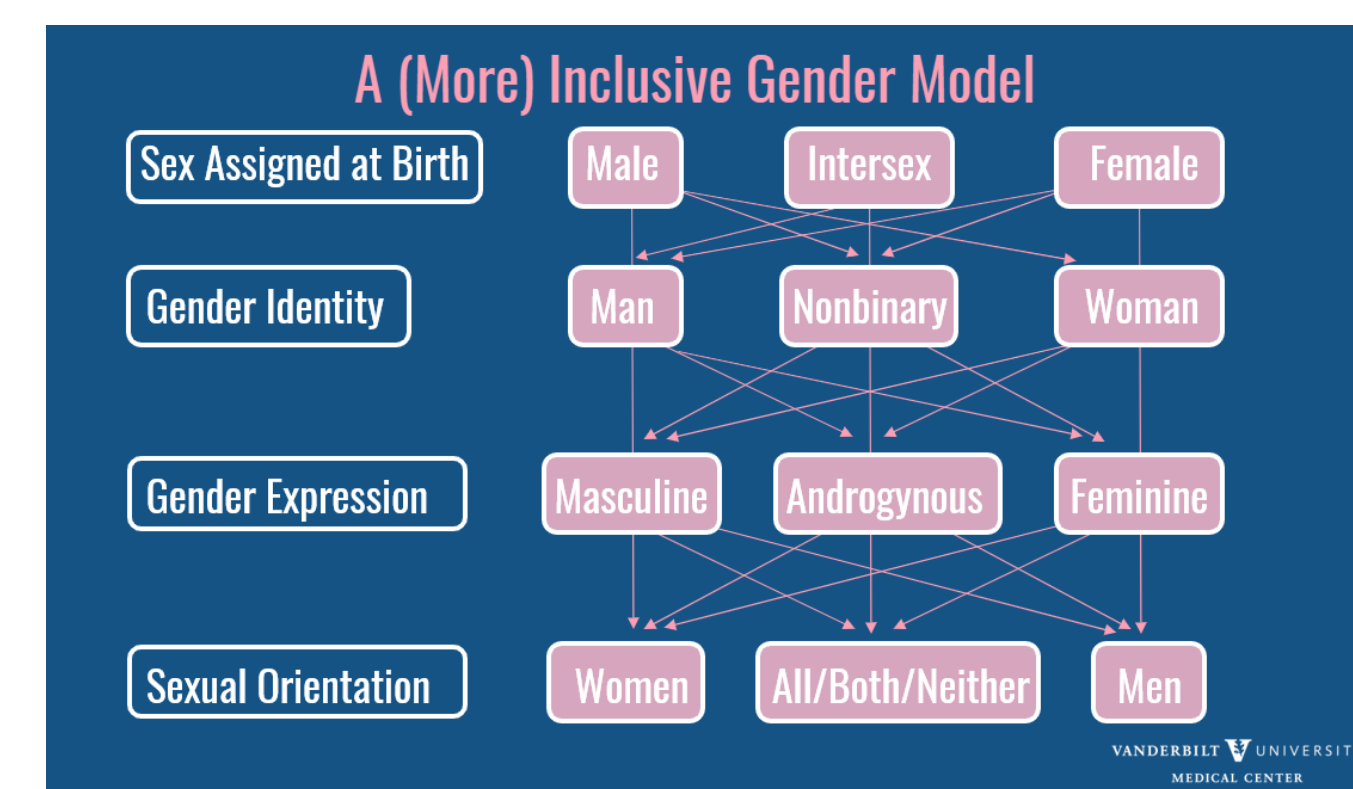 A (More) Inclusive Gender Model
Sex Assigned at Birth Male Intersex Female
Gender Identity Man Nonbinary Woman
Gender Expression Masculine Androgynous Feminine
Sexual Orientation Women All/Both/Neither Men
VANDERBILT UNIVERSIT
MEDICAL CENTER